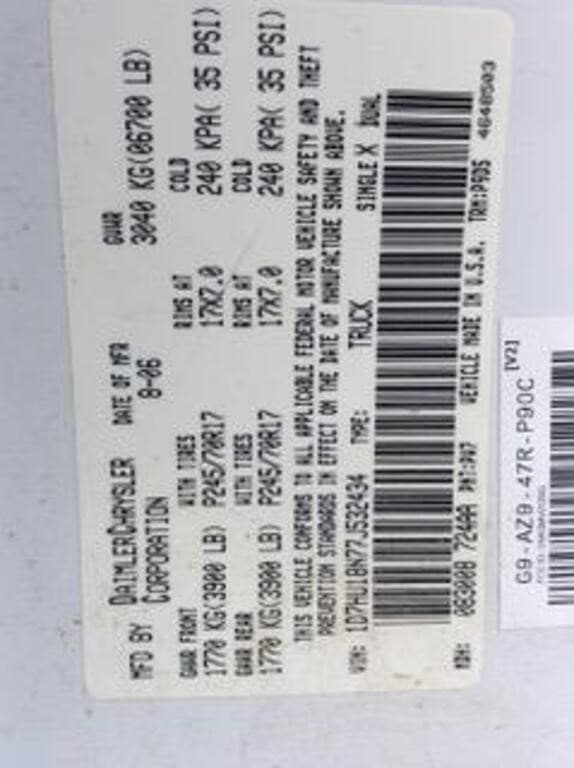 MFD BY DAIMLERCHRYSLER CORPORATION
DATE OF MFR 8-06
GVWR 3040 KG(06700 LB)
GAWR FRONT WITH TIRES RIMS AT COLD
1770 KG(3900 LB) P245/70R17 17X7.0 240 KPA( 35 PSI)
GAWR REAR WITH TIRES RIMS AT COLD
1770 KG(3900 LB) P245/70R17 17X7.0 240 KPA( 35 PSI)
THIS VEHICLE CONFORMS TO ALL APPLICABLE FEDERAL MOTOR VEHICLE SAFETY AND THEFT
PREVENTION STANDARDS IN EFFECT ON THE DATE OF MANUFACTURE SHOWN ABOVE.
VIN: 1D7HU18N77J532434 TYPE: TRUCK SINGLE X DUAL
MDH: 083008 724AA PNT:PW7 VEHICLE MADE IN U.S.A. TRM:P9D5
4648503
G9-AZ9-47R-P90C [V2]